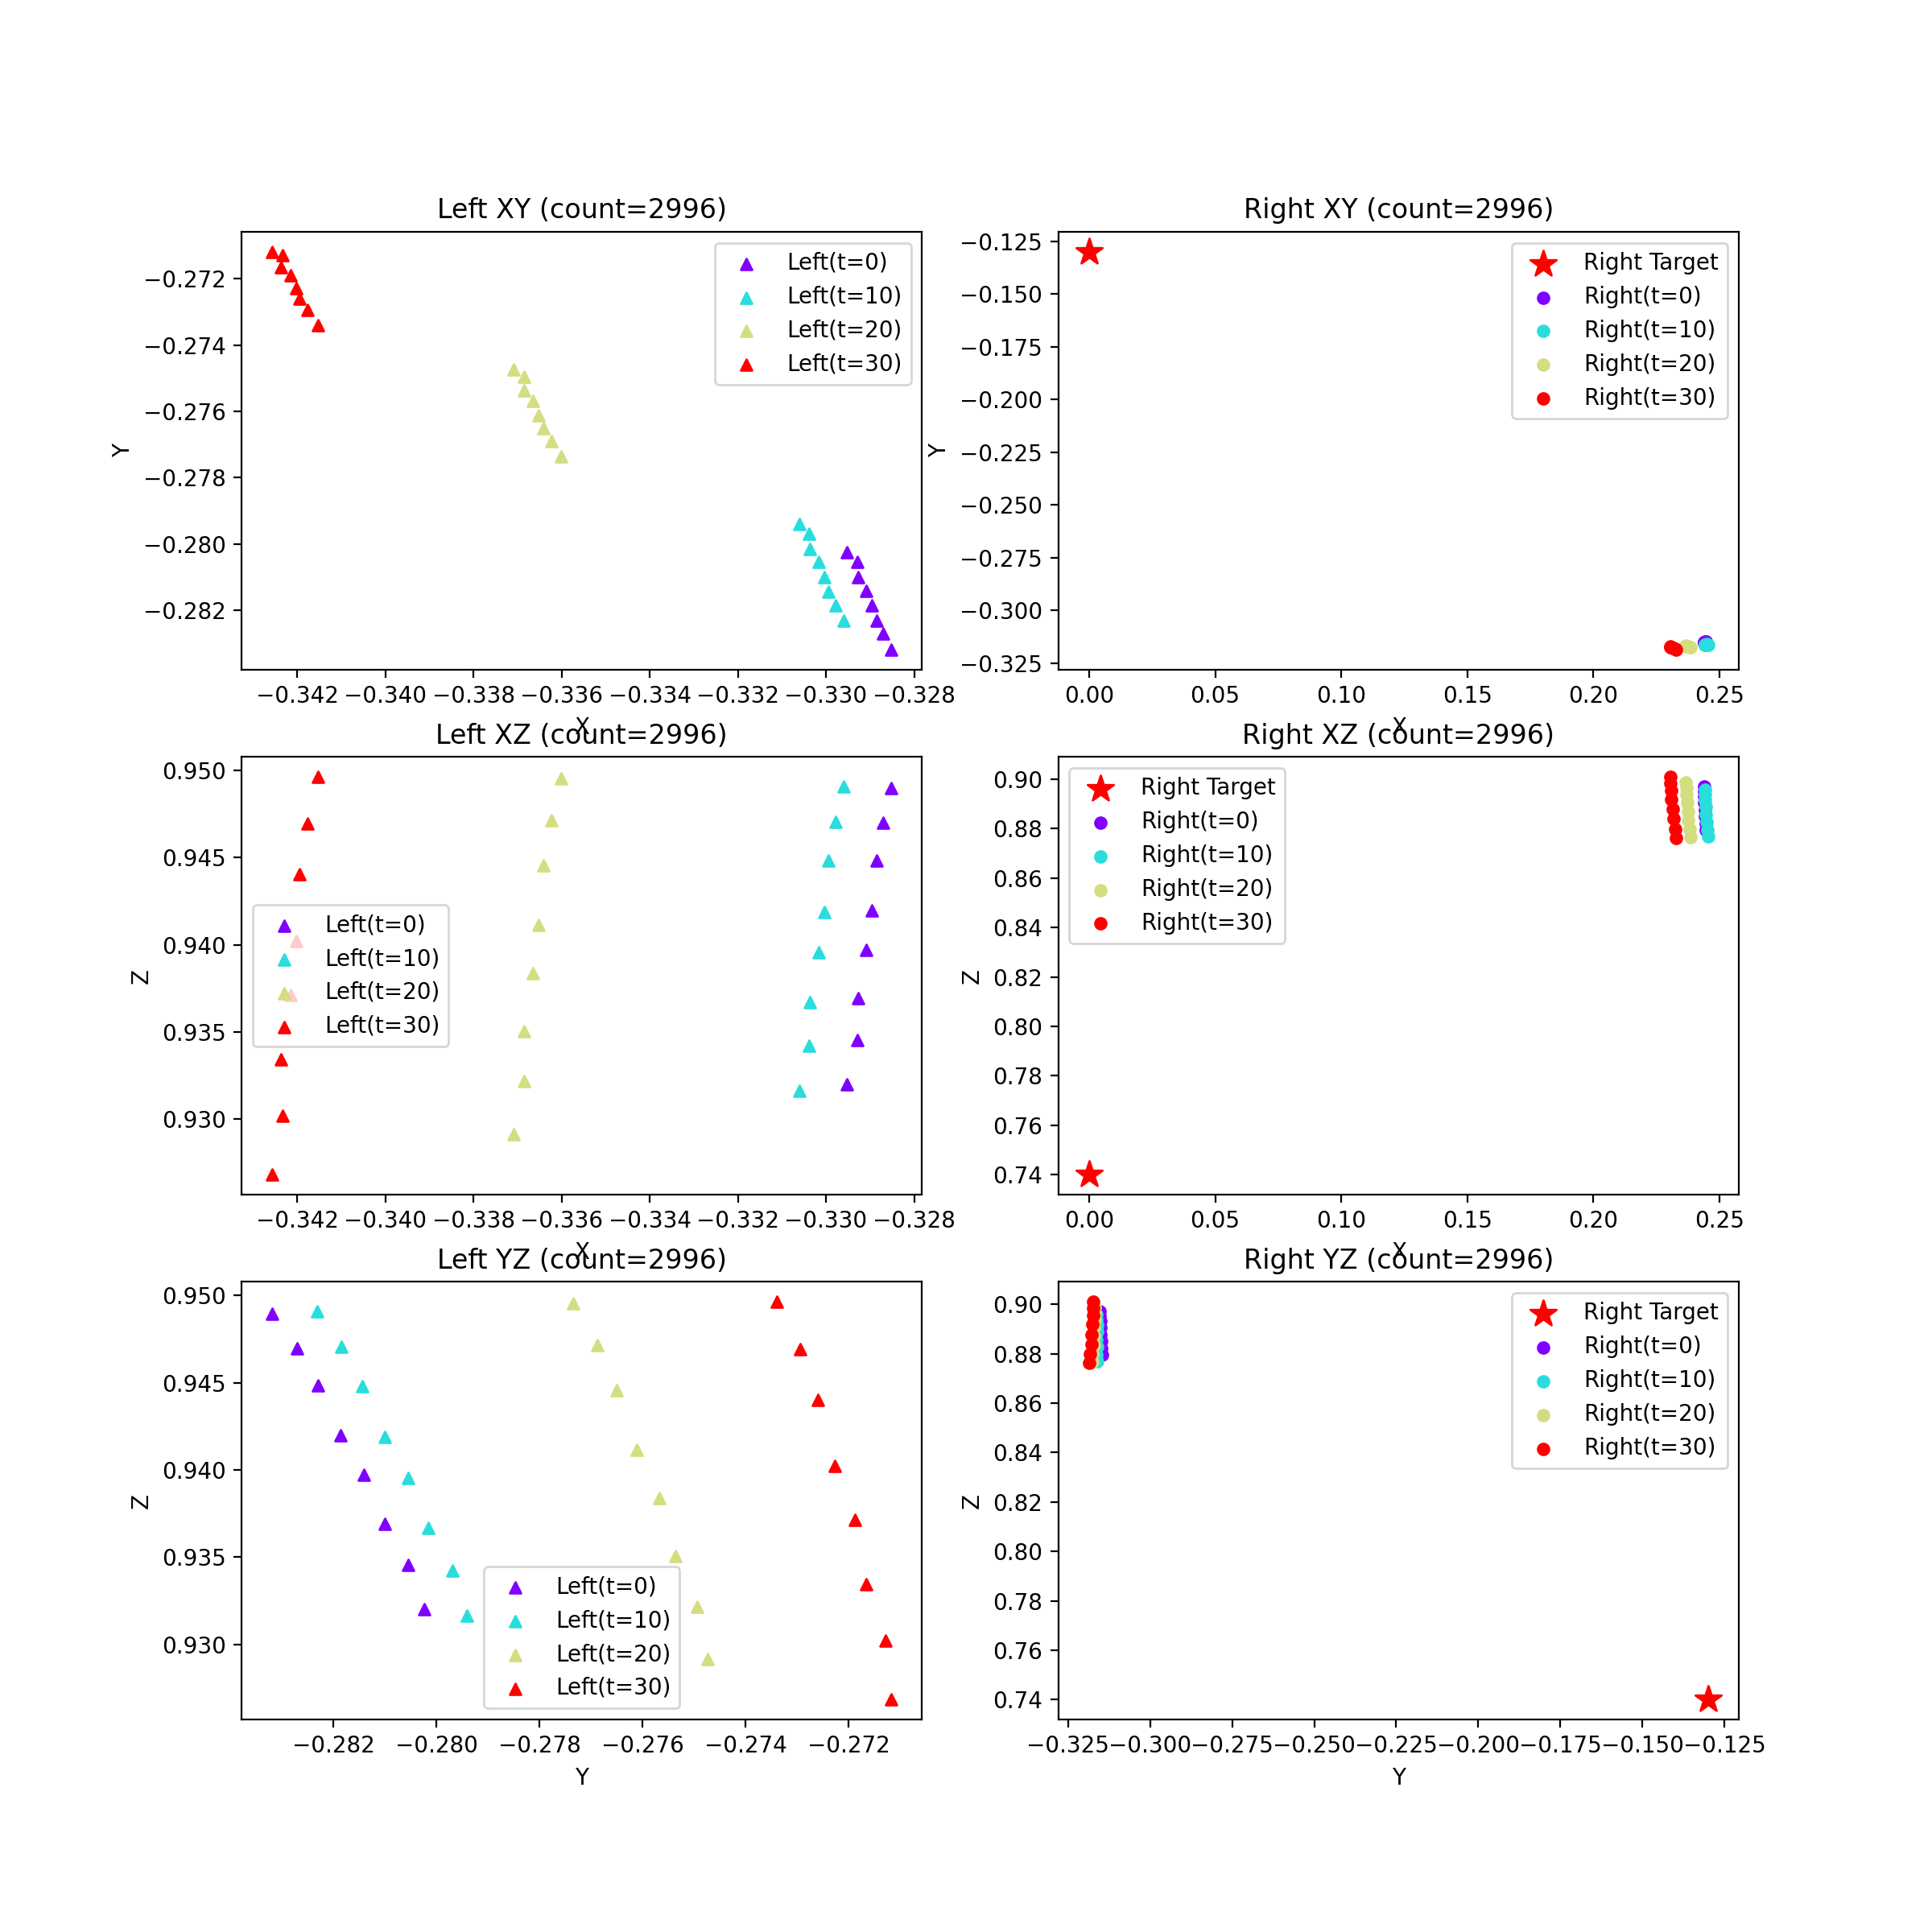 Left XY (count=2996)
Y
−0.272
−0.274
−0.276
−0.278
−0.280
−0.282
Left(t=0)
Left(t=10)
Left(t=20)
Left(t=30)
−0.342 −0.340 −0.338 −0.336 −0.334 −0.332 −0.330 −0.328
X
Right XY (count=2996)
Y
−0.125
−0.150
−0.175
−0.200
−0.225
−0.250
−0.275
−0.300
−0.325
Right Target
Right(t=0)
Right(t=10)
Right(t=20)
Right(t=30)
0.00 0.05 0.10 0.15 0.20 0.25
X
Left XZ (count=2996)
Z
0.950
0.945
0.940
0.935
0.930
Left(t=0)
Left(t=10)
Left(t=20)
Left(t=30)
−0.342 −0.340 −0.338 −0.336 −0.334 −0.332 −0.330 −0.328
X
Right XZ (count=2996)
Z
0.90
0.88
0.86
0.84
0.82
0.80
0.78
0.76
0.74
Right Target
Right(t=0)
Right(t=10)
Right(t=20)
Right(t=30)
0.00 0.05 0.10 0.15 0.20 0.25
X
Left YZ (count=2996)
Z
0.950
0.945
0.940
0.935
0.930
Left(t=0)
Left(t=10)
Left(t=20)
Left(t=30)
−0.282 −0.280 −0.278 −0.276 −0.274 −0.272
Y
Right YZ (count=2996)
Z
0.90
0.88
0.86
0.84
0.82
0.80
0.78
0.76
0.74
Right Target
Right(t=0)
Right(t=10)
Right(t=20)
Right(t=30)
−0.325 −0.300 −0.275 −0.250 −0.225 −0.200 −0.175 −0.150 −0.125
Y